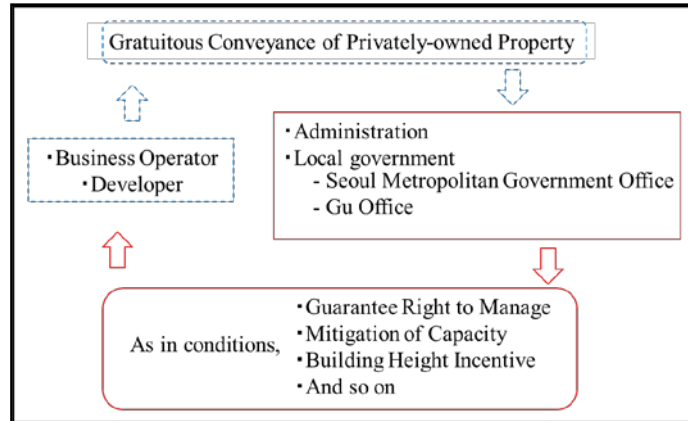 Gratuitous Conveyance of Privately-owned Property
・Business Operator
・Developer
・Administration
・Local government
- Seoul Metropolitan Government Office
- Gu Office
As in conditions,
・Guarantee Right to Manage
・Mitigation of Capacity
・Building Height Incentive
・And so on